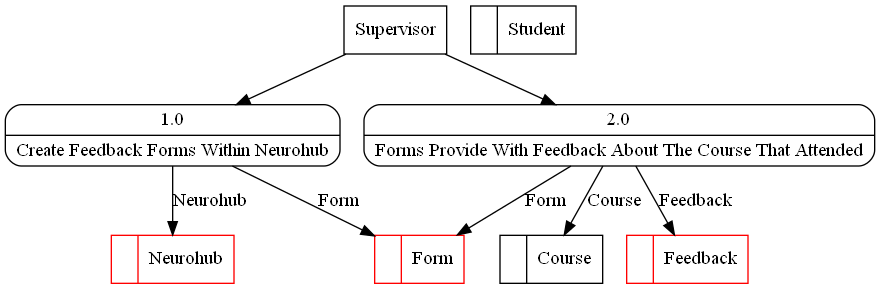 Supervisor
Student
1.0
Create Feedback Forms Within Neurohub
2.0
Forms Provide With Feedback About The Course That Attended
Neurohub
Form
Form
Course
Feedback
Neurohub
Form
Course
Feedback